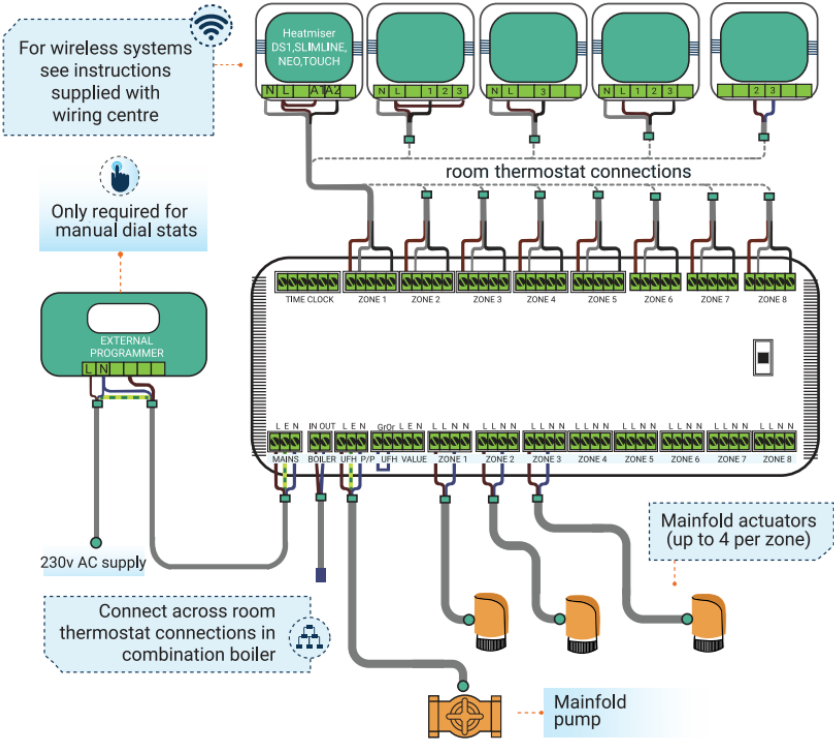 For wireless systems
see instructions
supplied with
wiring centre
Heatmiser
DS1,SLIMLINE,
NEO,TOUCH
N L A1 A2
N L 1 2 3
N L 3
N L 1 2 3
2 3
room thermostat connections
Only required for
manual dial stats
EXTERNAL
PROGRAMMER
L N
TIME CLOCK
ZONE 1
ZONE 2
ZONE 3
ZONE 4
ZONE 5
ZONE 6
ZONE 7
ZONE 8
L E N
IN OUT
L E N
GrOr
L E N
L L N N
L L N N
L L N N
L L N N
L L N N
L L N N
L L N N
L L N N
MAINS
BOILER
UFH P/P
UFH VALUE
ZONE 1
ZONE 2
ZONE 3
ZONE 4
ZONE 5
ZONE 6
ZONE 7
ZONE 8
230v AC supply
Mainfold actuators
(up to 4 per zone)
Connect across room
thermostat connections in
combination boiler
Mainfold
pump